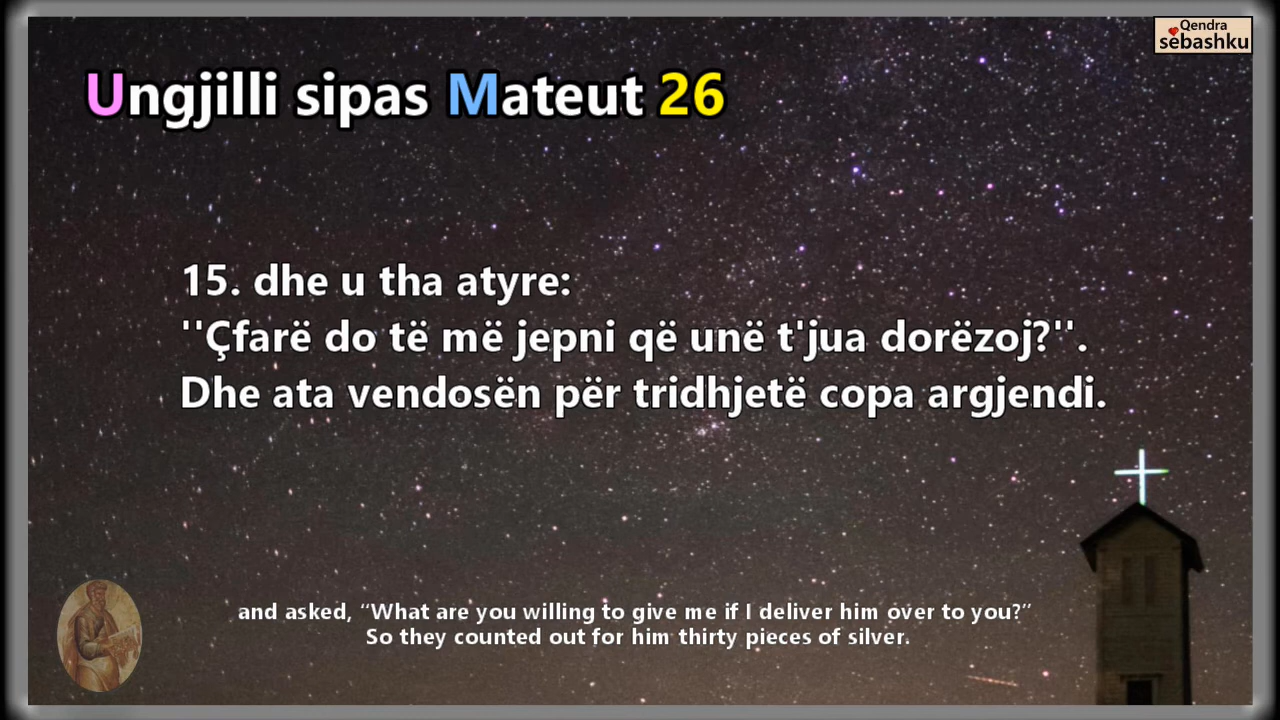 Qendra
sebashku
Ungjilli sipas Mateut 26
15. dhe u tha atyre:
''Çfarë do të më jepni që unë t'jua dorëzoj?''.
Dhe ata vendosën për tridhjetë copa argjendi.
and asked, “What are you willing to give me if I deliver him over to you?”
So they counted out for him thirty pieces of silver.